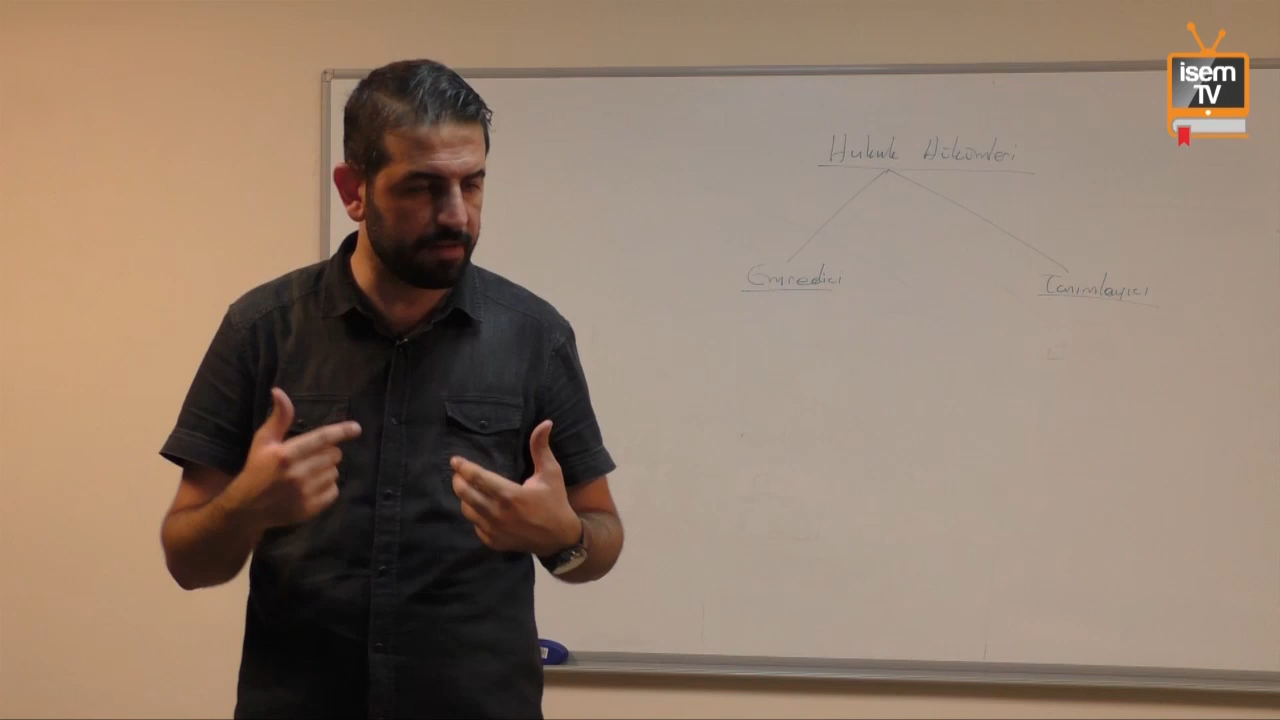 isem
TV
Hukuk Hükümleri
Emredici
Tanımlayıcı